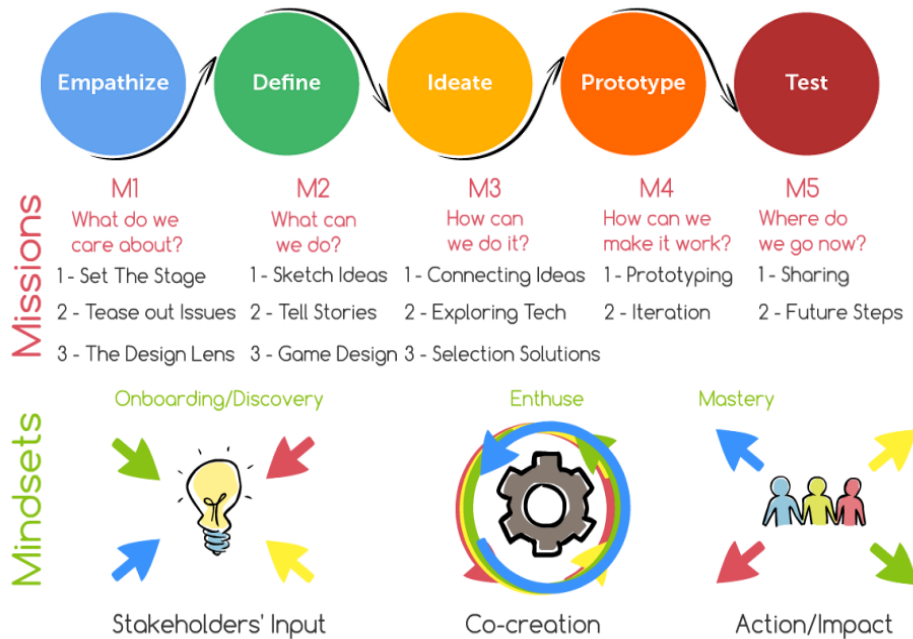 Empathize
Define
Ideate
Prototype
Test
Missions
M1
What do we
care about?
1 - Set The Stage
2 - Tease out Issues
3 - The Design Lens
M2
What can
we do?
1 - Sketch Ideas
2 - Tell Stories
3 - Game Design
M3
How can
we do it?
1 - Connecting Ideas
2 - Exploring Tech
3 - Selection Solutions
M4
How can we
make it work?
1 - Prototyping
2 - Iteration
M5
Where do
we go now?
1 - Sharing
2 - Future Steps
Mindsets
Onboarding/Discovery
Stakeholders' Input
Enthuse
Co-creation
Mastery
Action/Impact